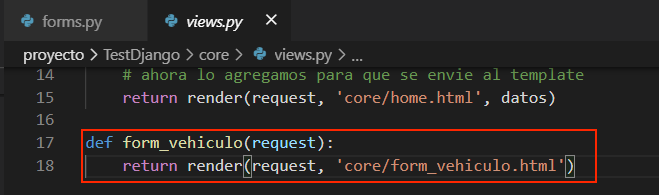 forms.py
views.py ×
proyecto > TestDjango > core > views.py > ...
14 # ahora lo agregamos para que se envie al template
15 return render(request, 'core/home.html', datos)
16
17 def form_vehiculo(request):
18 return render(request, 'core/form_vehiculo.html')